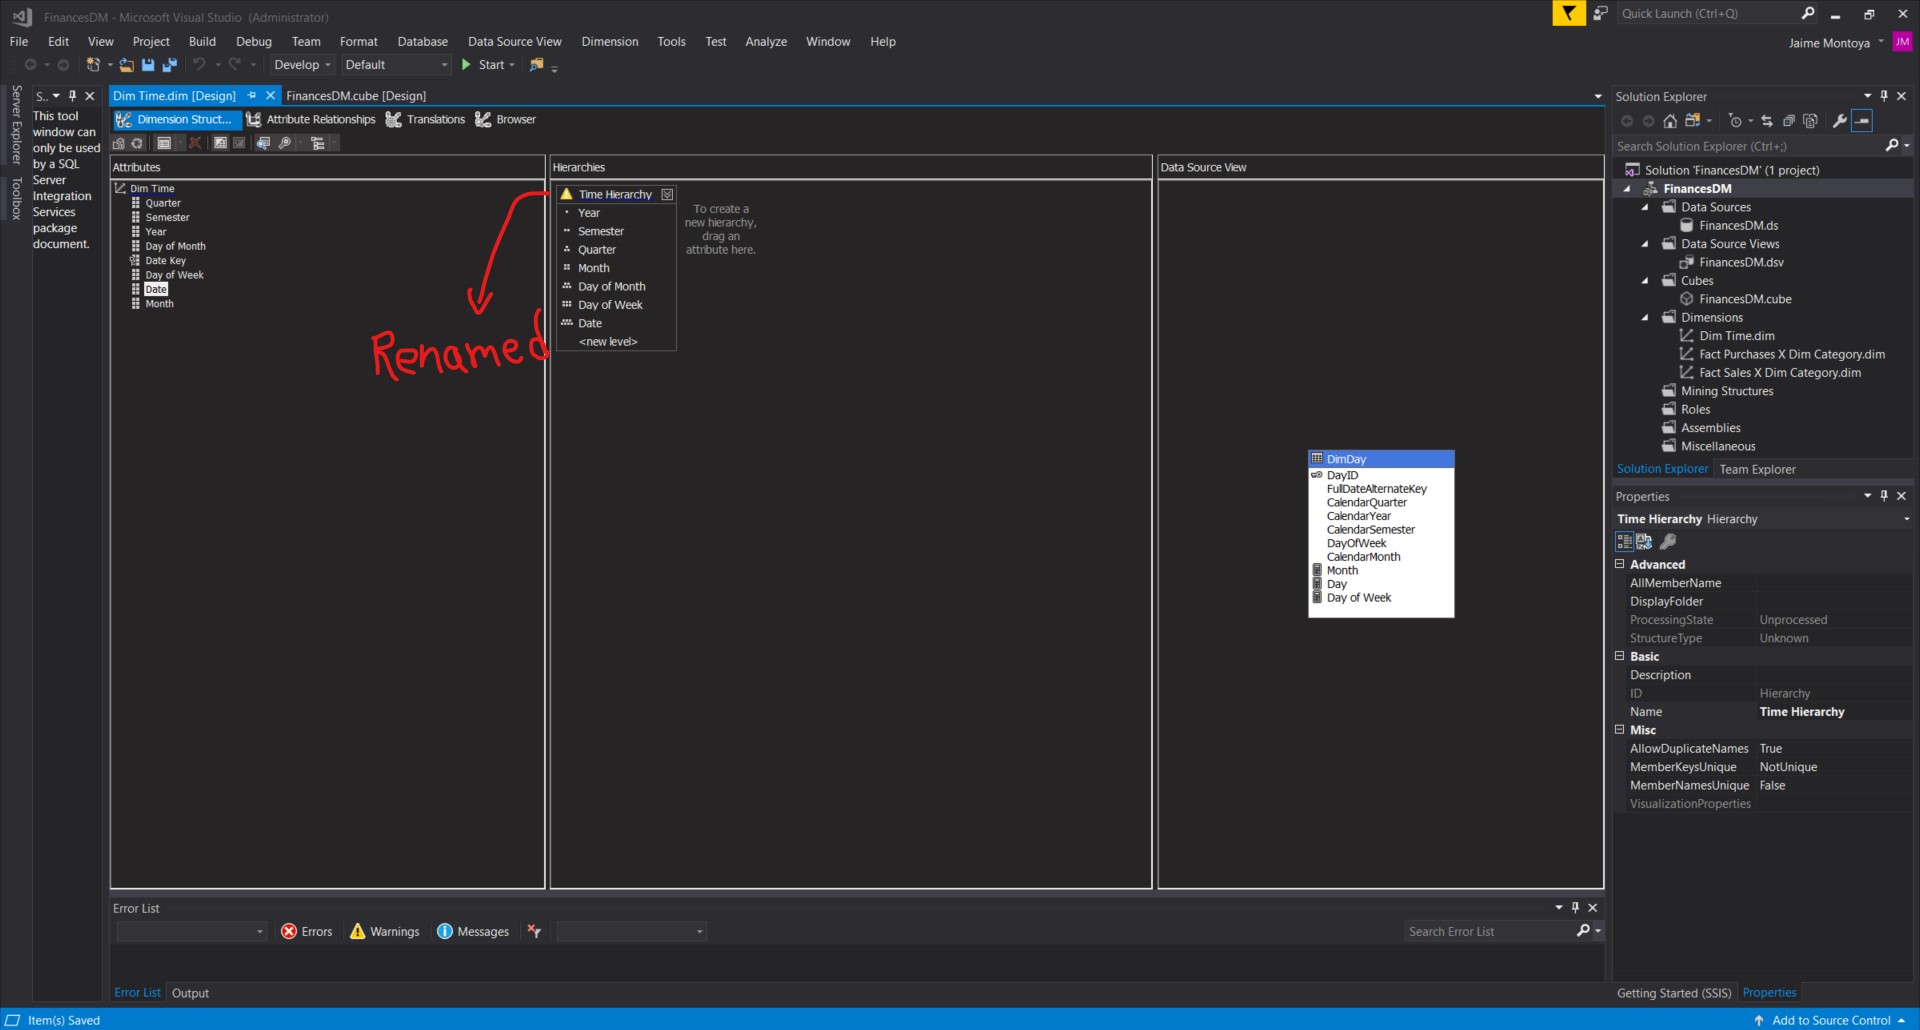 FinancesDM - Microsoft Visual Studio (Administrator)
Quick Launch (Ctrl+Q)
File Edit View Project Build Debug Team Format Database Data Source View Dimension Tools Test Analyze Window Help
Jaime Montoya JM
Develop Default Start
Server Explorer
Toolbox
S..
This tool
window can
only be used
by a SQL
Server
Integration
Services
package
document.
Dim Time.dim [Design] FinancesDM.cube [Design]
Dimension Struct... Attribute Relationships Translations Browser
Attributes
Dim Time
Quarter
Semester
Year
Day of Month
Date Key
Day of Week
Date
Month
Renamed
Hierarchies
Time Hierarchy
Year
Semester
Quarter
Month
Day of Month
Day of Week
Date
<new level>
To create a
new hierarchy,
drag an
attribute here.
Data Source View
DimDay
DayID
FullDateAlternateKey
CalendarQuarter
CalendarYear
CalendarSemester
DayOfWeek
CalendarMonth
Month
Day
Day of Week
Solution Explorer
Search Solution Explorer (Ctrl+;)
Solution 'FinancesDM' (1 project)
FinancesDM
Data Sources
FinancesDM.ds
Data Source Views
FinancesDM.dsv
Cubes
FinancesDM.cube
Dimensions
Dim Time.dim
Fact Purchases X Dim Category.dim
Fact Sales X Dim Category.dim
Mining Structures
Roles
Assemblies
Miscellaneous
Solution Explorer Team Explorer
Properties
Time Hierarchy Hierarchy
Advanced
AllMemberName
DisplayFolder
ProcessingState Unprocessed
StructureType Unknown
Basic
Description
ID Hierarchy
Name Time Hierarchy
Misc
AllowDuplicateNames True
MemberKeysUnique NotUnique
MemberNamesUnique False
VisualizationProperties
Getting Started (SSIS) Properties
Error List
Errors Warnings Messages
Search Error List
Error List Output
Item(s) Saved
Add to Source Control